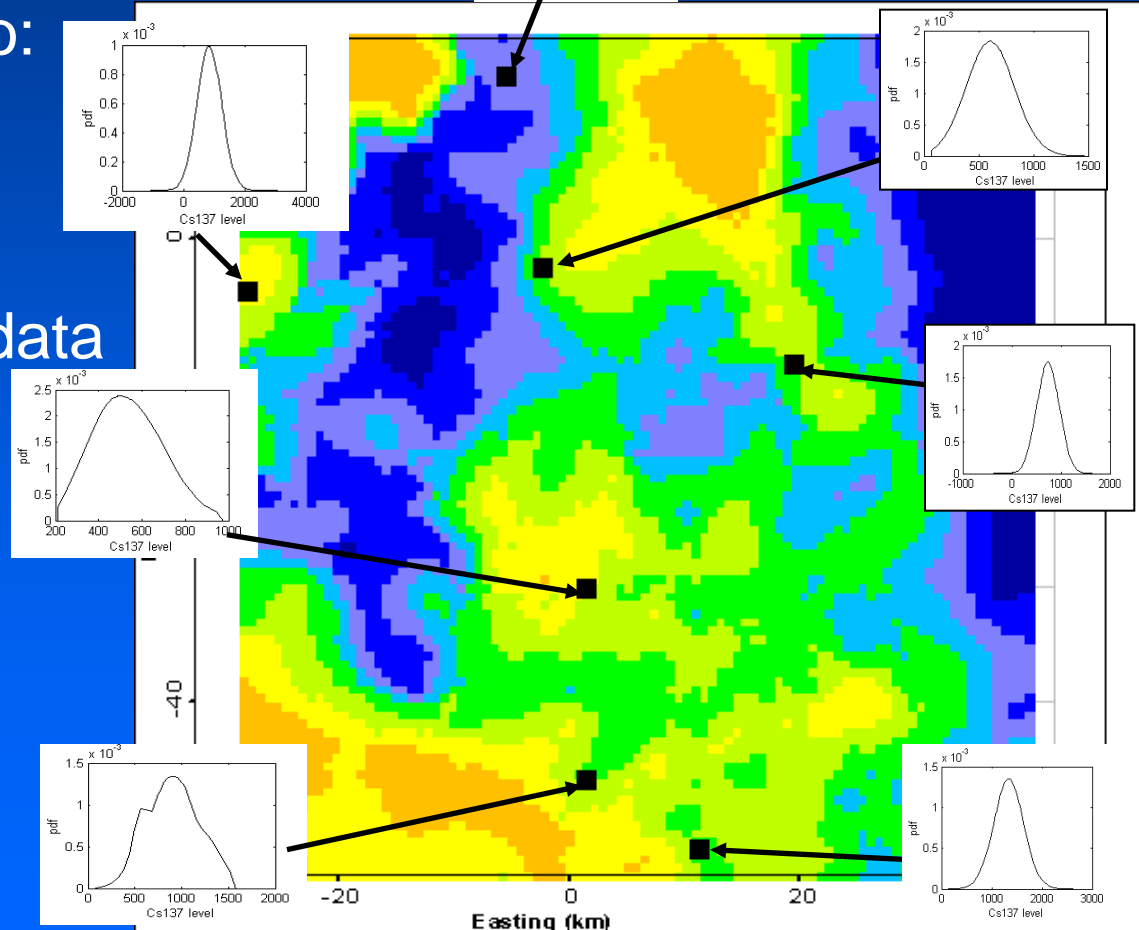 o:
data
x 10⁻³
1
0.8
0.6
0.4
0.2
0
pdf
-2000 0 2000 4000
Cs137 level
x 10⁻³
2
1.5
1
0.5
0
pdf
0 500 1000 1500
Cs137 level
x 10⁻³
2
1.5
1
0.5
0
pdf
-1000 0 1000 2000
Cs137 level
x 10⁻³
2.5
2
1.5
1
0.5
0
pdf
200 400 600 800 1000
Cs137 level
x 10⁻³
1.5
1
0.5
0
pdf
0 500 1000 1500 2000
Cs137 level
x 10⁻³
1.5
1
0.5
0
pdf
0 1000 2000 3000
Cs137 level
0
-40
-20 0 20
Easting (km)